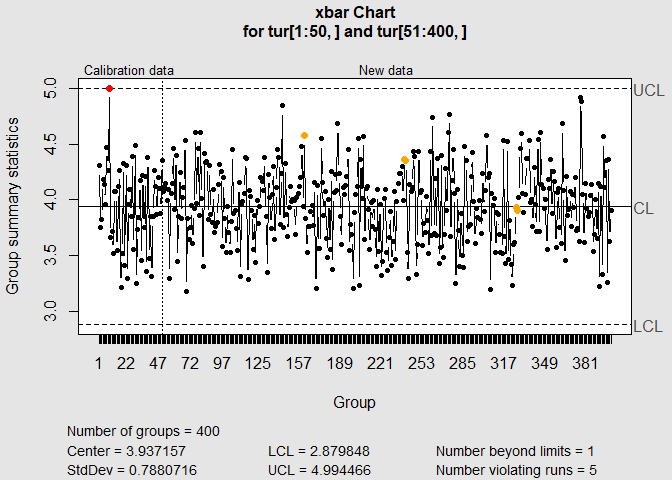 xbar Chart
for tur[1:50, ] and tur[51:400, ]
Calibration data New data
Group summary statistics
5.0
4.5
4.0
3.5
3.0
UCL
CL
LCL
1 22 47 72 97 125 157 189 221 253 285 317 349 381
Group
Number of groups = 400
Center = 3.937157 LCL = 2.879848 Number beyond limits = 1
StdDev = 0.7880716 UCL = 4.994466 Number violating runs = 5